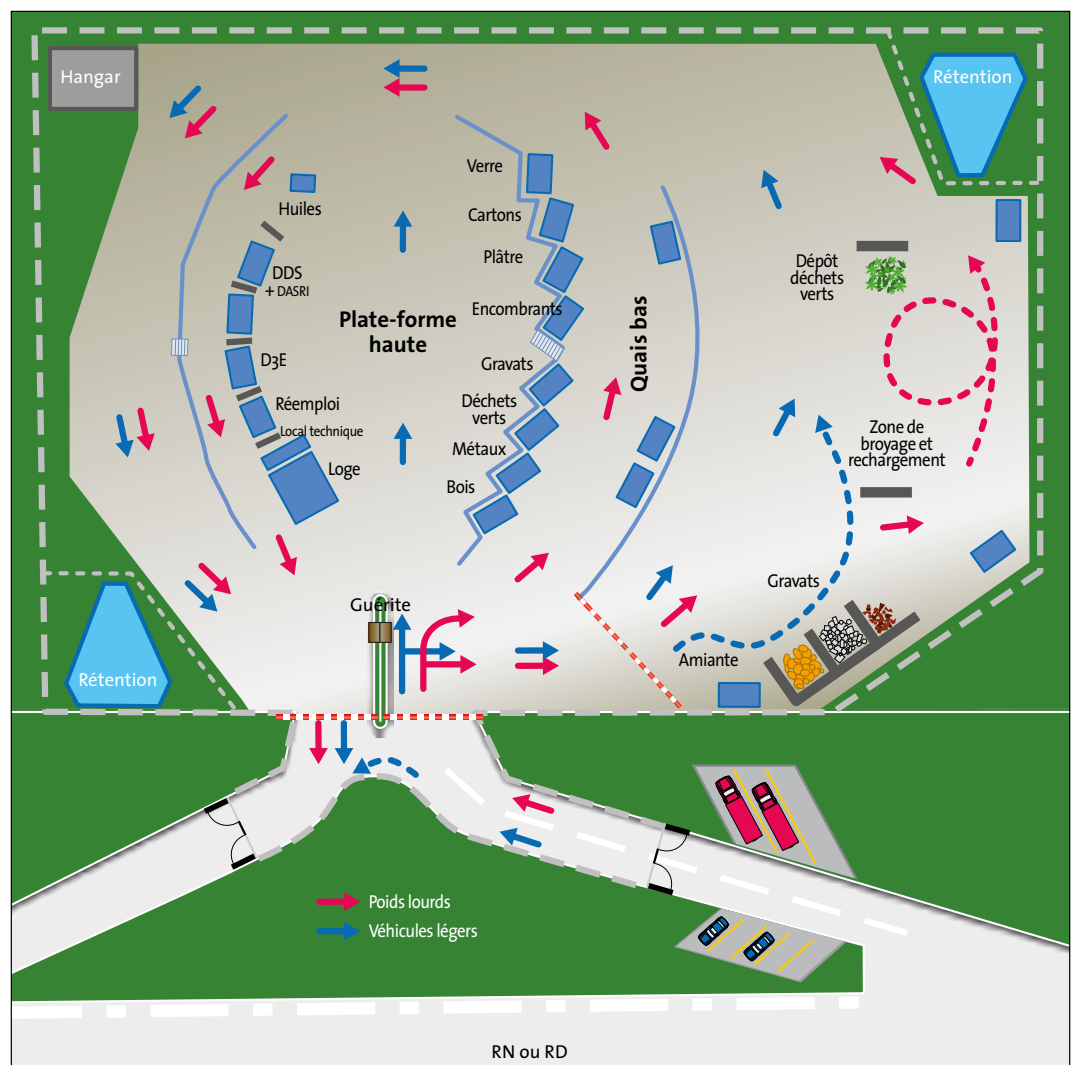 Hangar
Rétention
Verre
Huiles
Cartons
Plâtre
Dépôt
déchets
verts
DDS
+ DASRI
Encombrants
Plate-forme
haute
Quais bas
D3E
Gravats
Réemploi
Déchets
verts
Local technique
Zone de
broyage et
rechargement
Métaux
Loge
Bois
Gravats
Guérite
Amiante
Rétention
Poids lourds
Véhicules légers
RN ou RD